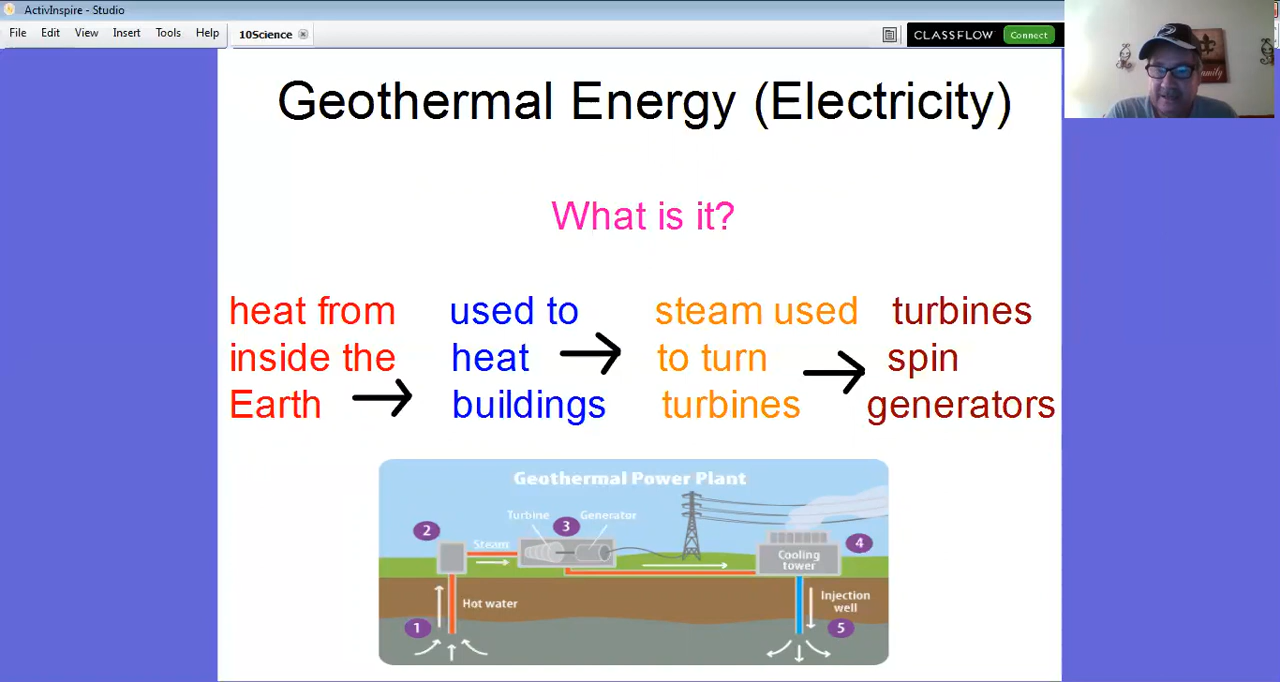 ActivInspire - Studio
File Edit View Insert Tools Help
10Science
CLASSFLOW Connect
Geothermal Energy (Electricity)
What is it?
heat from
inside the
Earth
used to
heat
buildings
steam used
to turn
turbines
turbines
spin
generators
Geothermal Power Plant
Turbine
3
Generator
2
Steam
4
Cooling
tower
Hot water
Injection
well
1
5